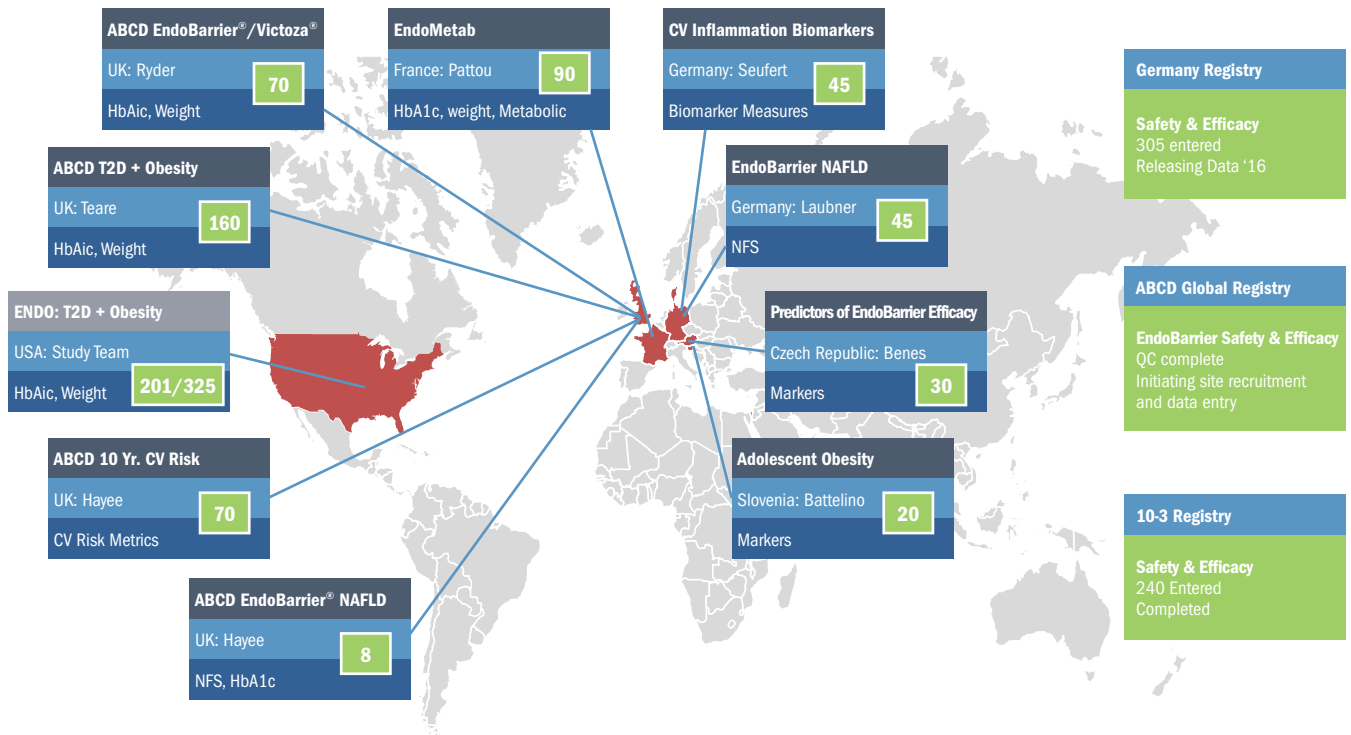 ABCD EndoBarrier®/Victoza®
UK: Ryder
70
HbAic, Weight
EndoMetab
France: Pattou
90
HbA1c, weight, Metabolic
CV Inflammation Biomarkers
Germany: Seufert
45
Biomarker Measures
Germany Registry
Safety & Efficacy
305 entered
Releasing Data ‘16
ABCD T2D + Obesity
UK: Teare
160
HbAic, Weight
EndoBarrier NAFLD
Germany: Laubner
45
NFS
ABCD Global Registry
EndoBarrier Safety & Efficacy
QC complete
Initiating site recruitment
and data entry
ENDO: T2D + Obesity
USA: Study Team
201/325
HbAic, Weight
Predictors of EndoBarrier Efficacy
Czech Republic: Benes
30
Markers
ABCD 10 Yr. CV Risk
UK: Hayee
70
CV Risk Metrics
Adolescent Obesity
Slovenia: Battelino
20
Markers
10-3 Registry
Safety & Efficacy
240 Entered
Completed
ABCD EndoBarrier® NAFLD
UK: Hayee
8
NFS, HbA1c